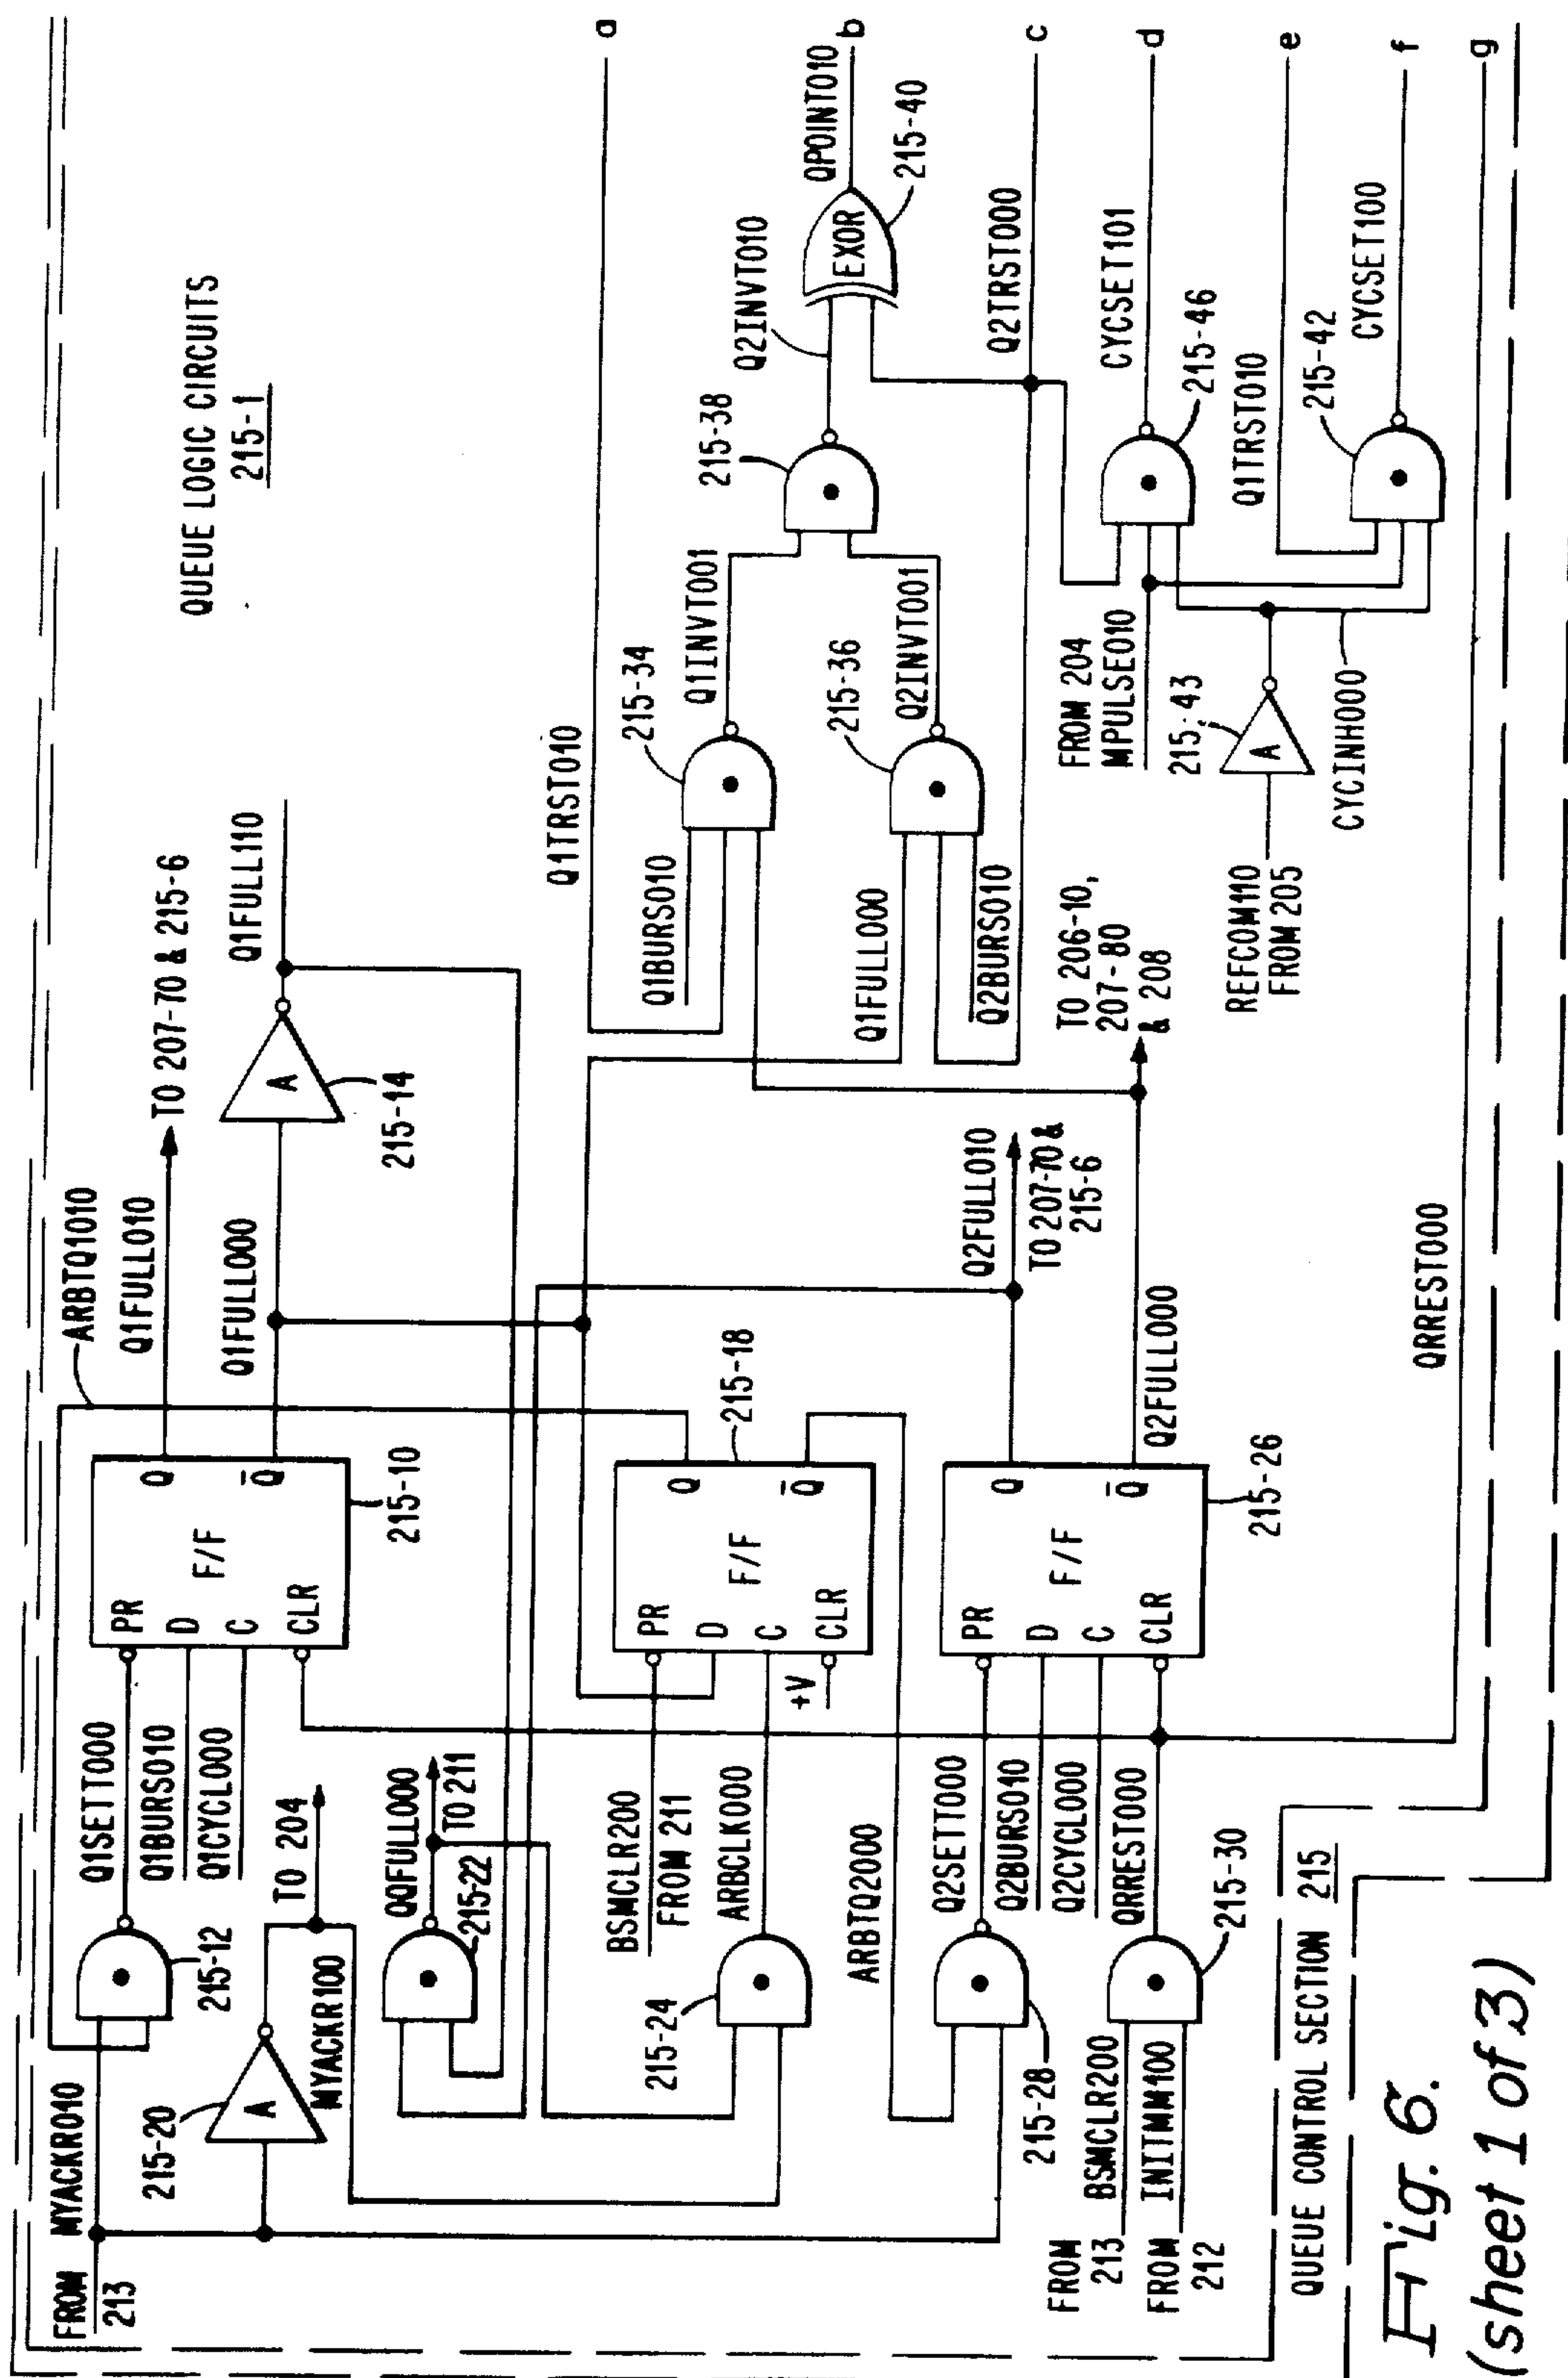 QUEUE LOGIC CIRCUITS
215-1
FROM
213
MYACKR010
215-12
Q1SETT000
Q1BURS010
Q1CYCL000
PR
D
C
CLR
F/F
Q
Q̅
215-10
ARBTQ1010
Q1FULL010
TO 207-70 & 215-6
Q1FULL000
A
215-14
Q1FULL110
215-20
A
MYACKR100
TO 204
QQFULL000
TO 211
215-22
BSMCLR200
FROM 211
215-24
ARBCLK000
+V
PR
D
C
CLR
F/F
Q
Q̅
215-18
ARBTQ2000
215-28
Q2SETT000
Q2BURS010
Q2CYCL000
QRREST000
PR
D
C
CLR
F/F
Q
Q̅
215-26
Q2FULL010
TO 207-70 &
215-6
Q2FULL000
TO 206-10,
207-80
& 208
FROM
213
BSMCLR200
FROM
212
INITMM100
215-30
QRREST000
Q1TRST010
a
Q1BURS010
215-34
Q1INVT001
Q1FULL000
Q2BURS010
215-36
Q2INVT001
215-38
Q2INVT010
EXOR
QPOINT010
b
215-40
Q2TRST000
c
FROM 204
MPULSE010
CYCSET101
d
215-46
215-43
A
REFCOM110
FROM 205
CYCINH000
Q1TRST010
e
215-42
CYCSET100
f
g
QUEUE CONTROL SECTION 215
Fig. 6.
(sheet 1 of 3)